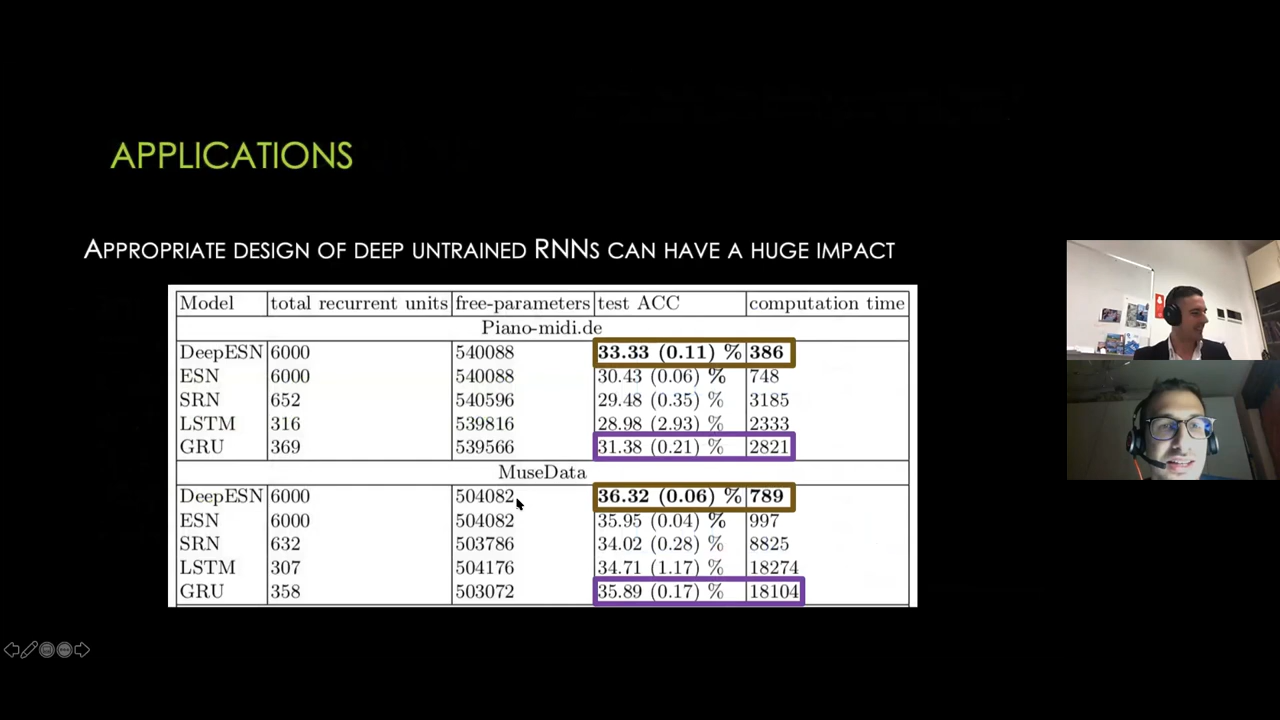 APPLICATIONS
APPROPRIATE DESIGN OF DEEP UNTRAINED RNNS CAN HAVE A HUGE IMPACT
Model total recurrent units free-parameters test ACC computation time
Piano-midi.de
DeepESN 6000 540088 33.33 (0.11) % 386
ESN 6000 540088 30.43 (0.06) % 748
SRN 652 540596 29.48 (0.35) % 3185
LSTM 316 539816 28.98 (2.93) % 2333
GRU 369 539566 31.38 (0.21) % 2821
MuseData
DeepESN 6000 504082 36.32 (0.06) % 789
ESN 6000 504082 35.95 (0.04) % 997
SRN 632 503786 34.02 (0.28) % 8825
LSTM 307 504176 34.71 (1.17) % 18274
GRU 358 503072 35.89 (0.17) % 18104